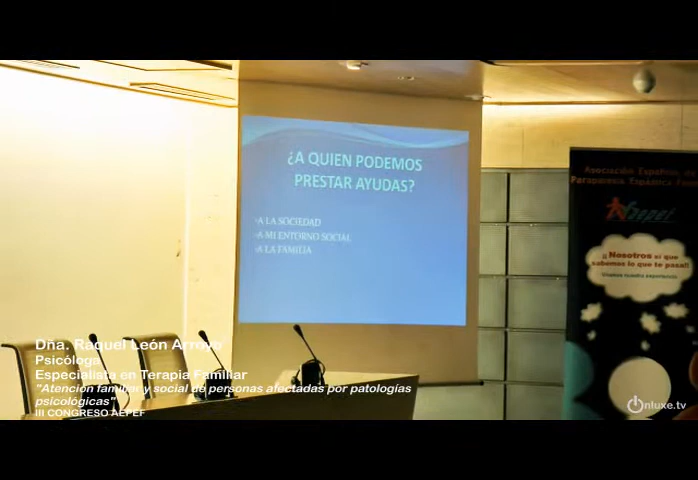 ¿A QUIEN PODEMOS
PRESTAR AYUDAS?
-A LA SOCIEDAD
-A MI ENTORNO SOCIAL
-A LA FAMILIA
Asociación Española de
Paraparesia Espástica
Aepef
¡¡ Nosotros sí que
sabemos lo que te pasa!!
Dña. Raquel León Arroyo
Psicóloga
Especialista en Terapia Familiar
"Atención familiar y social de personas afectadas por patologías
psicológicas"
III CONGRESO AEPEF
Onluxe.tv